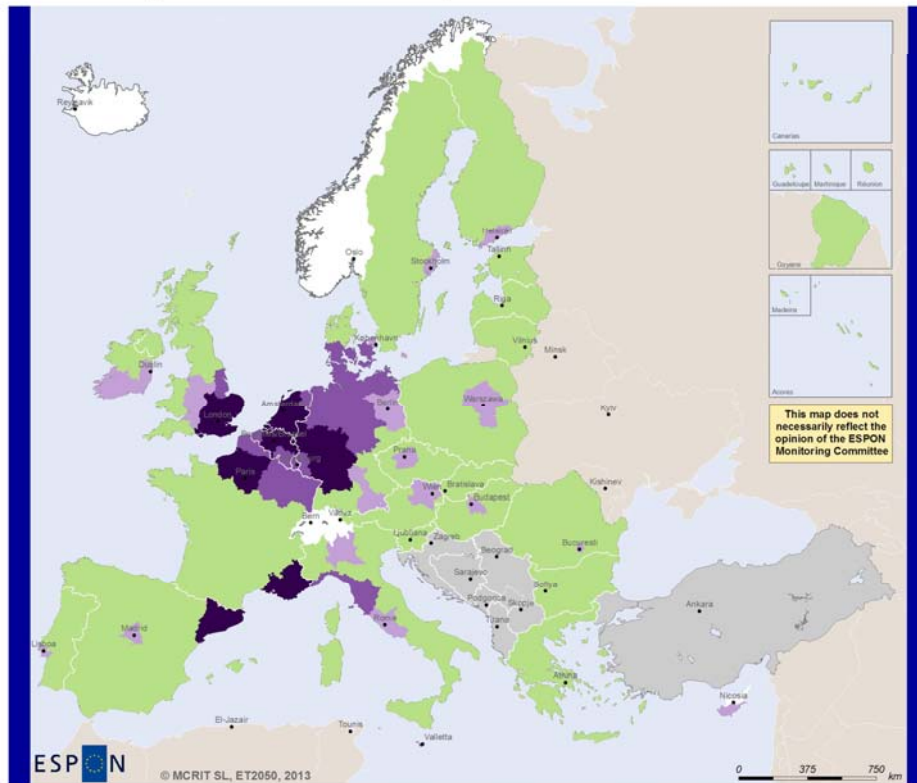 Reykjavik
Canarias
Guadeloupe
Martinique
Réunion
Guyane
Madeira
Acores
This map does not
necessarily reflect the
opinion of the ESPON
Monitoring Committee
Oslo
Helsinki
Tallinn
Stockholm
Riga
København
Vilnius
Minsk
Dublin
Amsterdam
Berlin
Warszawa
London
Kyiv
Praha
Paris
Kishinev
Wien
Bratislava
Budapest
Bern
Vaduz
Ljubljana
Zagreb
Beograd
Bucuresti
Sarajevo
Sofiya
Podgorica
Skopje
Ankara
Madrid
Roma
Tirana
Lisboa
Athina
Nicosia
El-Jazair
Tounis
Valletta
ESPON
© MCRIT SL, ET2050, 2013
0
375
750
km